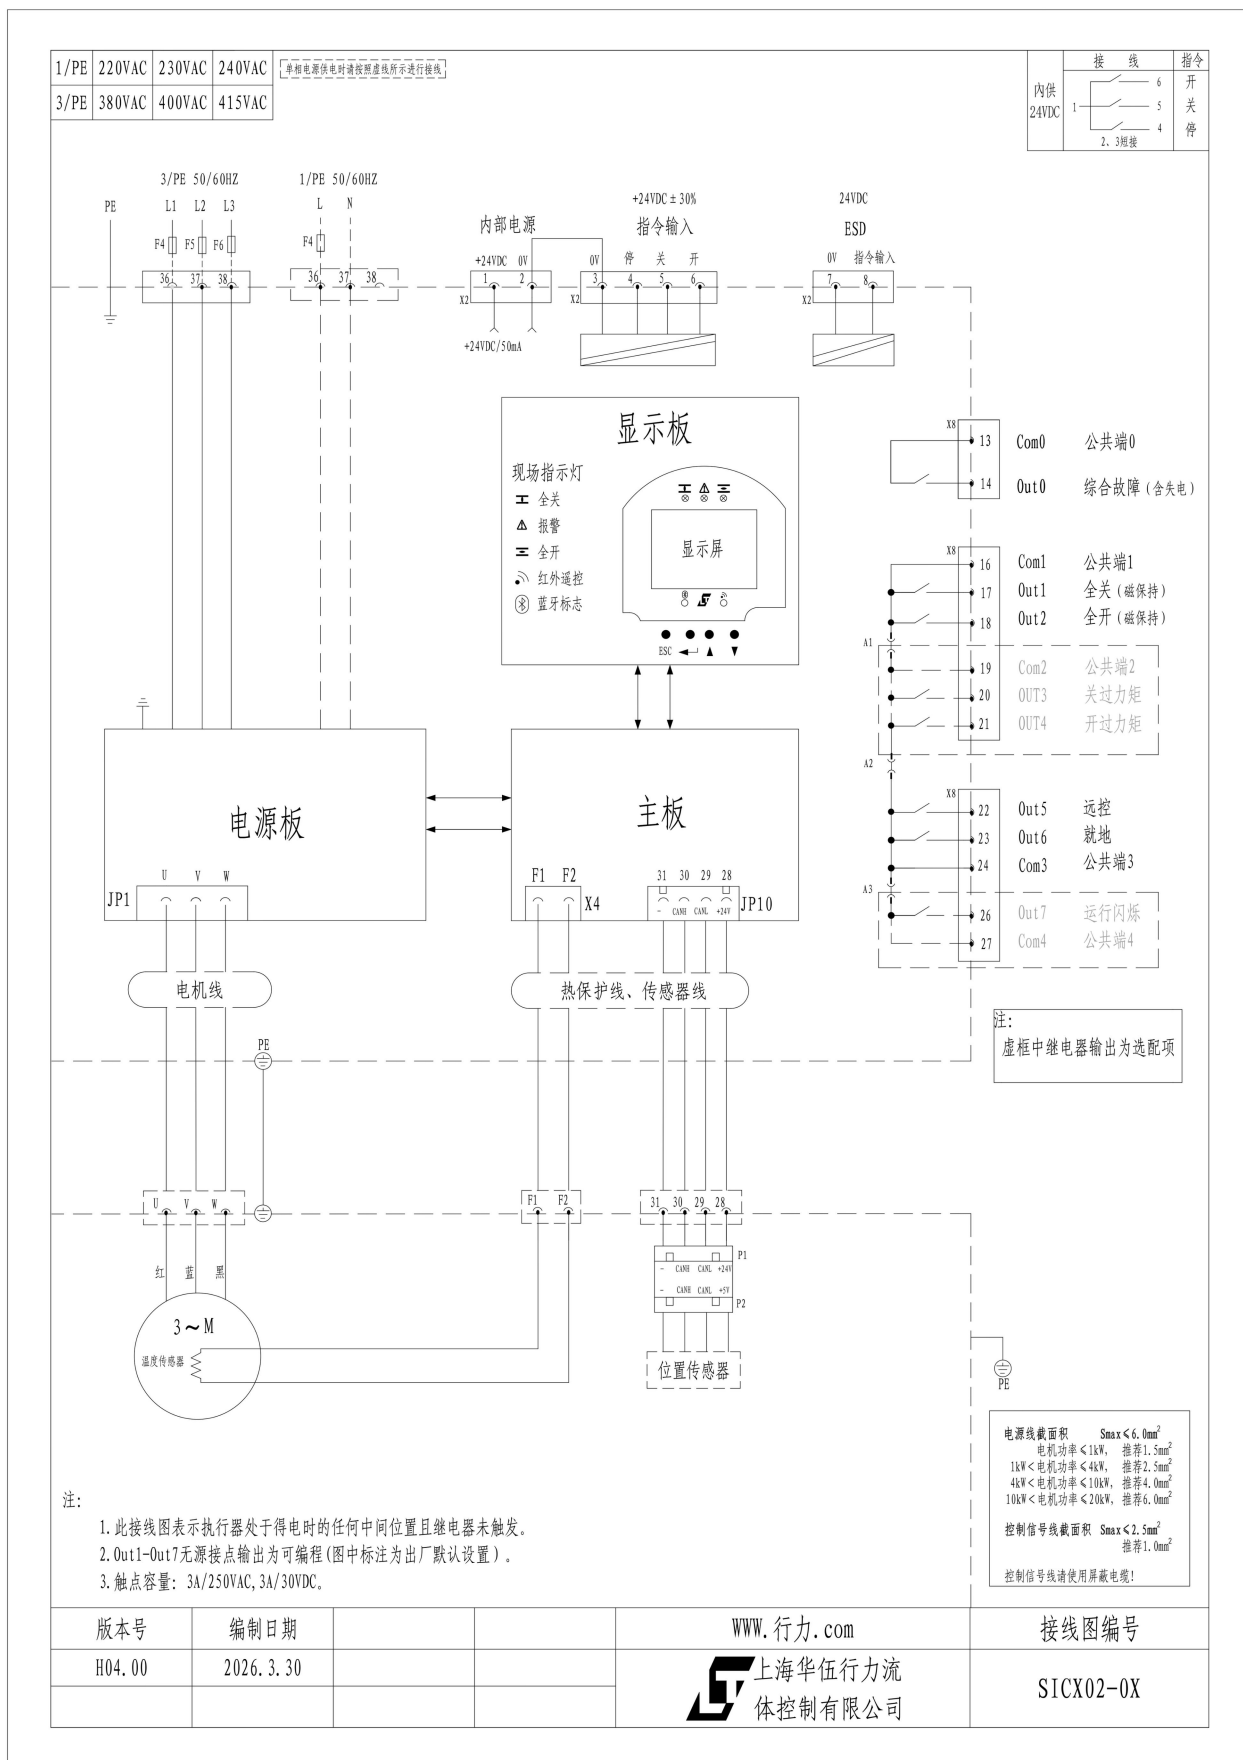 1/PE 220VAC 230VAC 240VAC
3/PE 380VAC 400VAC 415VAC
单相电源供电时请按照虚线所示进行接线
内供
24VDC
接 线 指令
1
6 开
5 关
4 停
2、3短接
3/PE 50/60HZ
1/PE 50/60HZ
PE L1 L2 L3
L N
F4 F5 F6
F4
36 37 38
36 37 38
内部电源
+24VDC 0V
1 2
X2
+24VDC/50mA
+24VDC±30%
指令输入
0V 停 关 开
3 4 5 6
X2
24VDC
ESD
0V 指令输入
7 8
X2
显示板
现场指示灯
全关
报警
全开
红外遥控
蓝牙标志
显示屏
ESC
X8
13 Com0 公共端0
14 Out0 综合故障(含失电)
X8
16 Com1 公共端1
17 Out1 全关(磁保持)
18 Out2 全开(磁保持)
A1
19 Com2 公共端2
20 OUT3 关过力矩
21 OUT4 开过力矩
A2
X8
22 Out5 远控
23 Out6 就地
24 Com3 公共端3
A3
26 Out7 运行闪烁
27 Com4 公共端4
注:
虚框中继电器输出为选配项
电源板
U V W
JP1
主板
F1 F2
X4
31 30 29 28
- CANH CANL +24V
JP10
电机线
热保护线、传感器线
PE
U V W
F1 F2
31 30 29 28
红 蓝 黑
3～M
温度传感器
P1
- CANH CANL +24V
- CANH CANL +5V
P2
位置传感器
PE
电源线截面积 Smax≤6.0mm²
电机功率≤1kW, 推荐1.5mm²
1kW<电机功率≤4kW, 推荐2.5mm²
4kW<电机功率≤10kW, 推荐4.0mm²
10kW<电机功率≤20kW, 推荐6.0mm²
控制信号线截面积 Smax≤2.5mm²
推荐1.0mm²
控制信号线请使用屏蔽电缆!
注:
1.此接线图表示执行器处于得电时的任何中间位置且继电器未触发。
2.Out1-Out7无源接点输出为可编程(图中标注为出厂默认设置)。
3.触点容量: 3A/250VAC,3A/30VDC。
版本号 编制日期
H04.00 2026.3.30
WWW.行力.com
上海华伍行力流
体控制有限公司
接线图编号
SICX02-0X